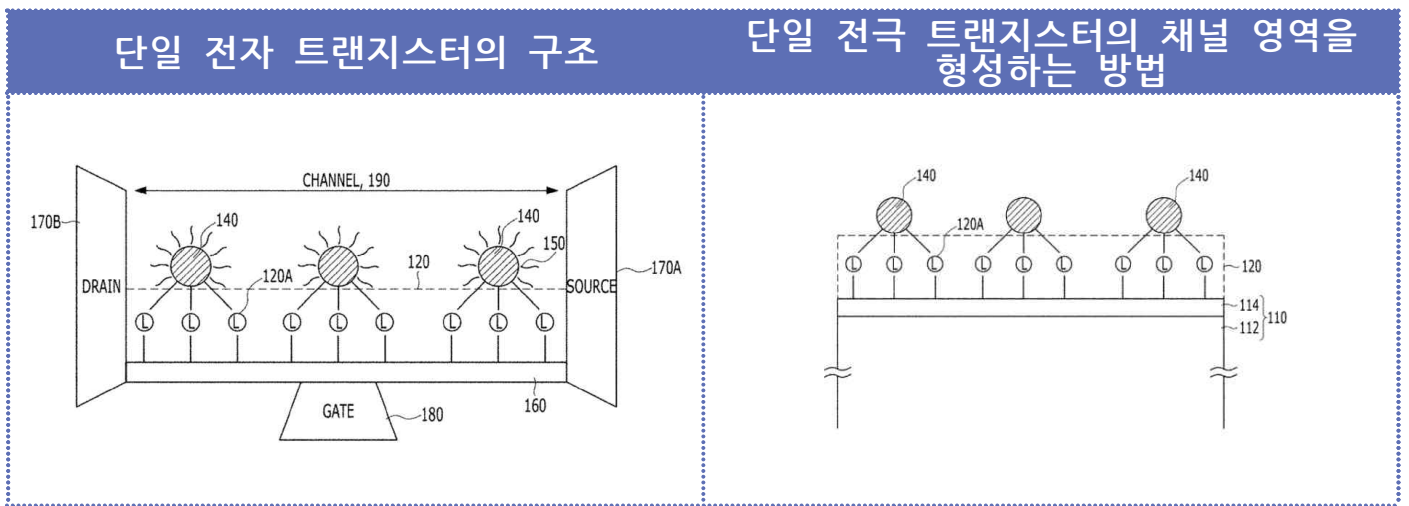 단일 전자 트랜지스터의 구조
단일 전극 트랜지스터의 채널 영역을
형성하는 방법
CHANNEL, 190
170B
140
140
150
120A
120
170A
DRAIN
SOURCE
L L L L L L L L L
160
GATE
180
140
140
120A
L L L L L L L L L
120
114
110
112